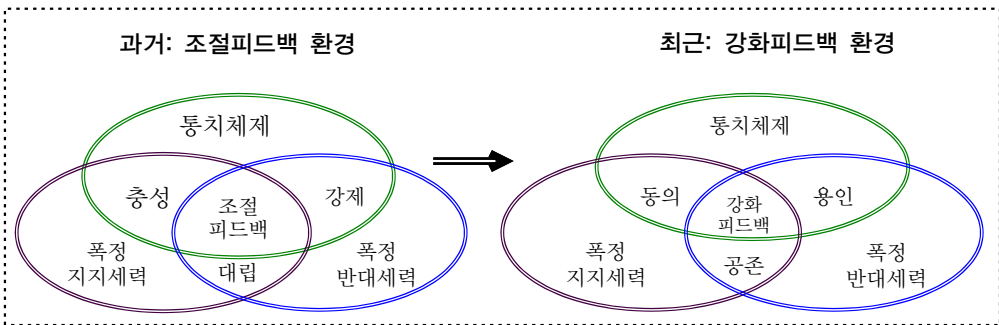 과거: 조절피드백 환경
통치체제
충성
조절
피드백
강제
폭정
지지세력
대립
폭정
반대세력
최근: 강화피드백 환경
통치체제
동의
강화
피드백
용인
폭정
지지세력
공존
폭정
반대세력